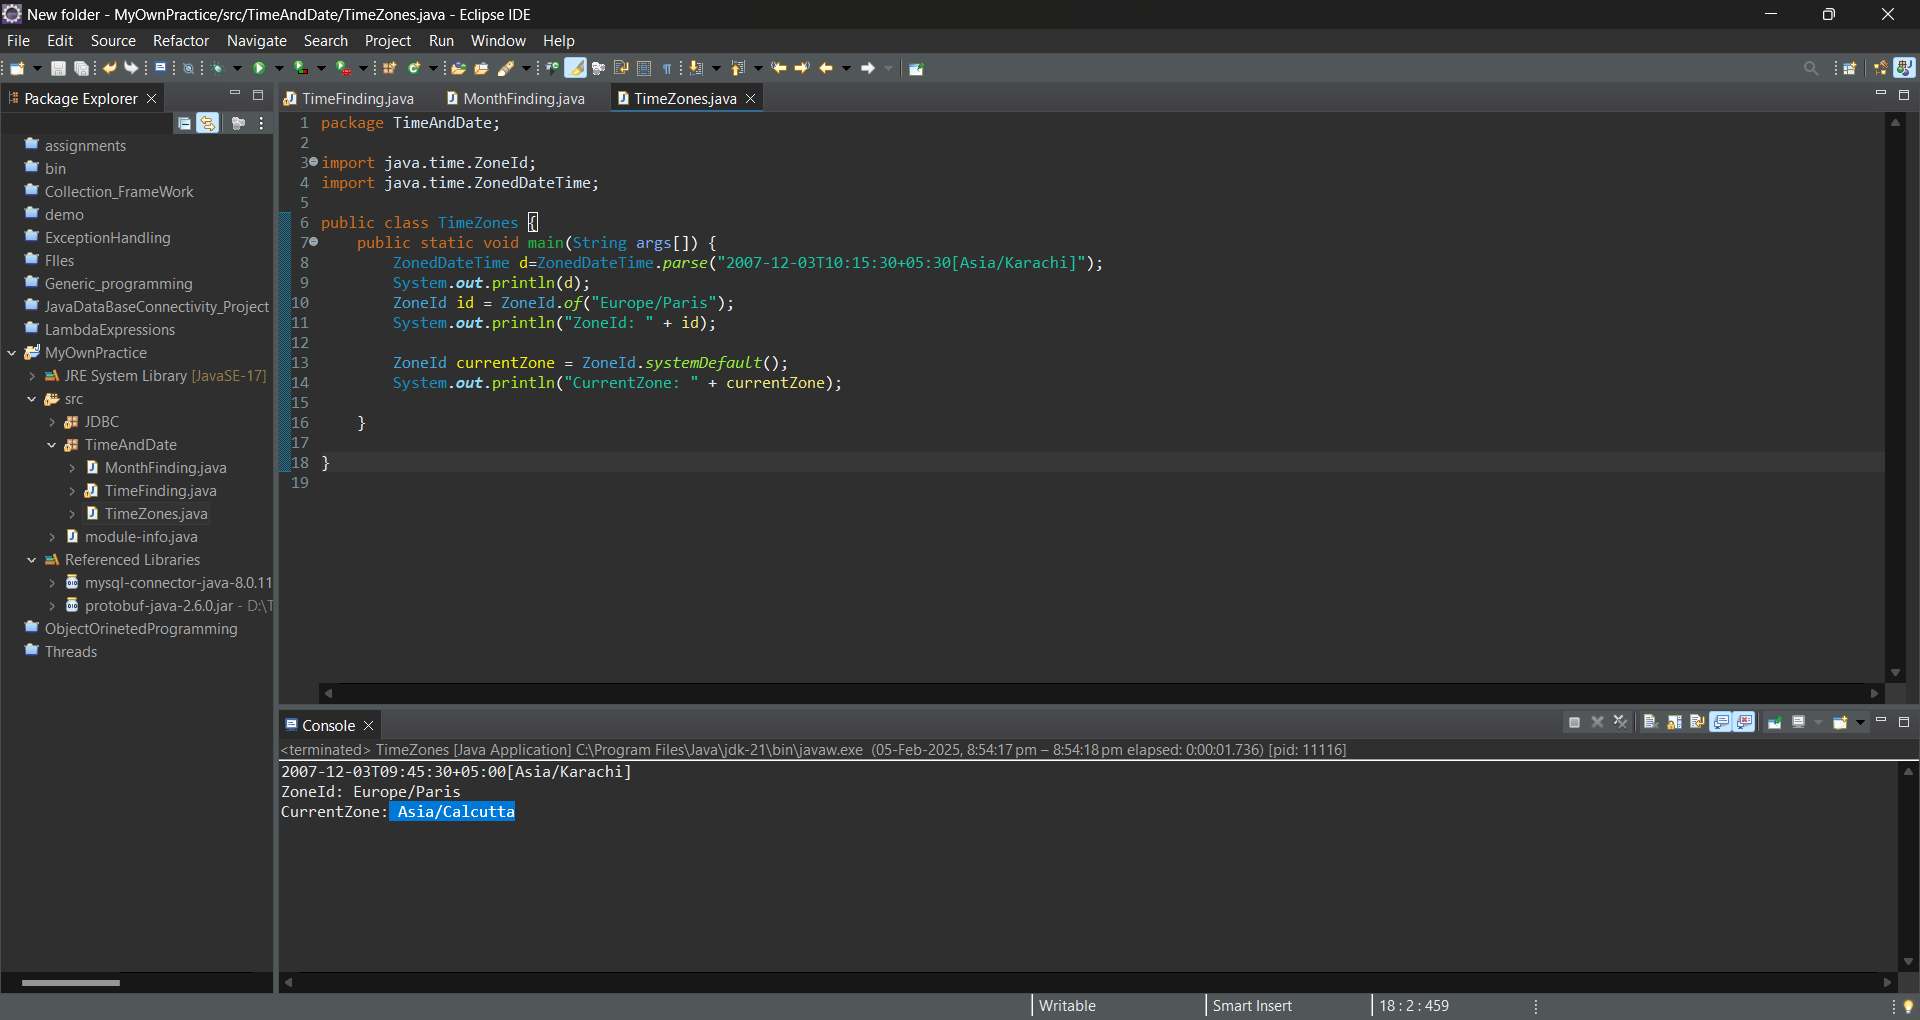 New folder - MyOwnPractice/src/TimeAndDate/TimeZones.java - Eclipse IDE
File Edit Source Refactor Navigate Search Project Run Window Help
Package Explorer
TimeFinding.java MonthFinding.java TimeZones.java
assignments
bin
Collection_FrameWork
demo
ExceptionHandling
FIles
Generic_programming
JavaDataBaseConnectivity_Project
LambdaExpressions
MyOwnPractice
JRE System Library [JavaSE-17]
src
JDBC
TimeAndDate
MonthFinding.java
TimeFinding.java
TimeZones.java
module-info.java
Referenced Libraries
mysql-connector-java-8.0.11
protobuf-java-2.6.0.jar - D:\T
ObjectOrinetedProgramming
Threads
1 package TimeAndDate;
2
3 import java.time.ZoneId;
4 import java.time.ZonedDateTime;
5
6 public class TimeZones {
7 public static void main(String args[]) {
8 ZonedDateTime d=ZonedDateTime.parse("2007-12-03T10:15:30+05:30[Asia/Karachi]");
9 System.out.println(d);
10 ZoneId id = ZoneId.of("Europe/Paris");
11 System.out.println("ZoneId: " + id);
12
13 ZoneId currentZone = ZoneId.systemDefault();
14 System.out.println("CurrentZone: " + currentZone);
15
16 }
17
18 }
19
Console
<terminated> TimeZones [Java Application] C:\Program Files\Java\jdk-21\bin\javaw.exe (05-Feb-2025, 8:54:17 pm – 8:54:18 pm elapsed: 0:00:01.736) [pid: 11116]
2007-12-03T09:45:30+05:00[Asia/Karachi]
ZoneId: Europe/Paris
CurrentZone: Asia/Calcutta
Writable Smart Insert 18 : 2 : 459